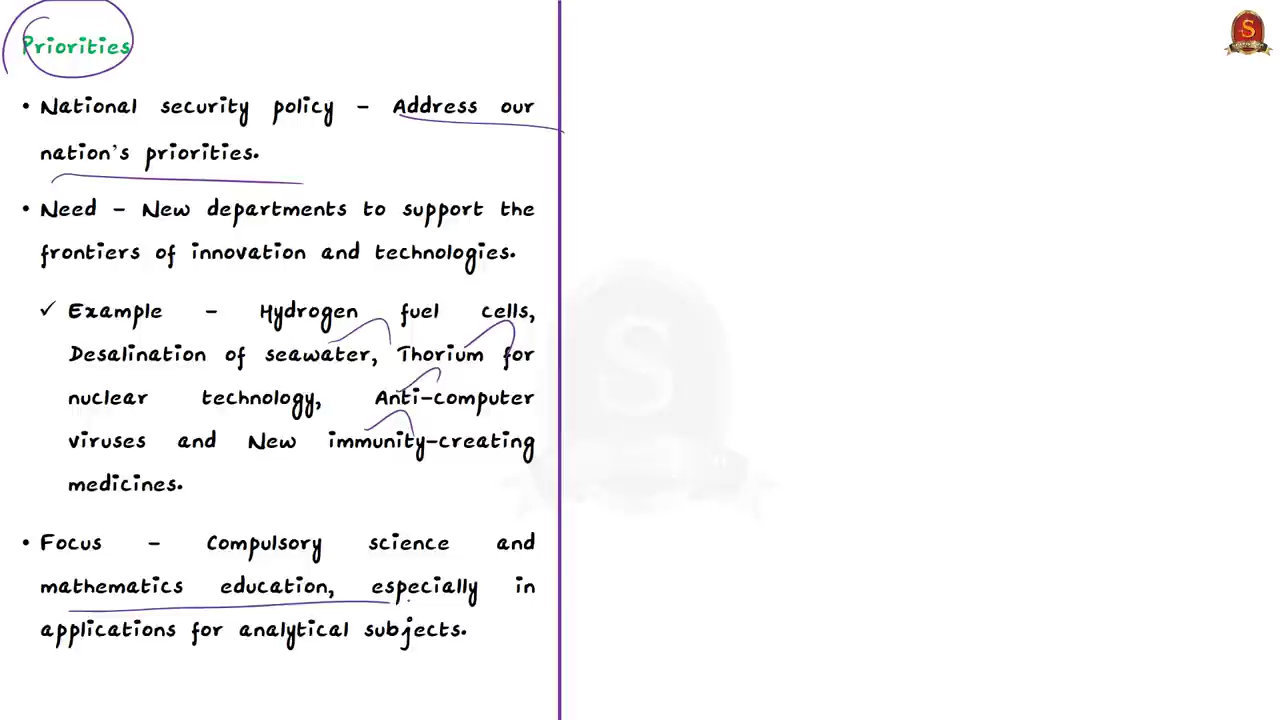 Priorities
• National security policy – Address our
nation's priorities.
• Need – New departments to support the
frontiers of innovation and technologies.
✓ Example – Hydrogen fuel cells,
Desalination of seawater, Thorium for
nuclear technology, Anti-computer
viruses and New immunity-creating
medicines.
• Focus – Compulsory science and
mathematics education, especially in
applications for analytical subjects.
S
S